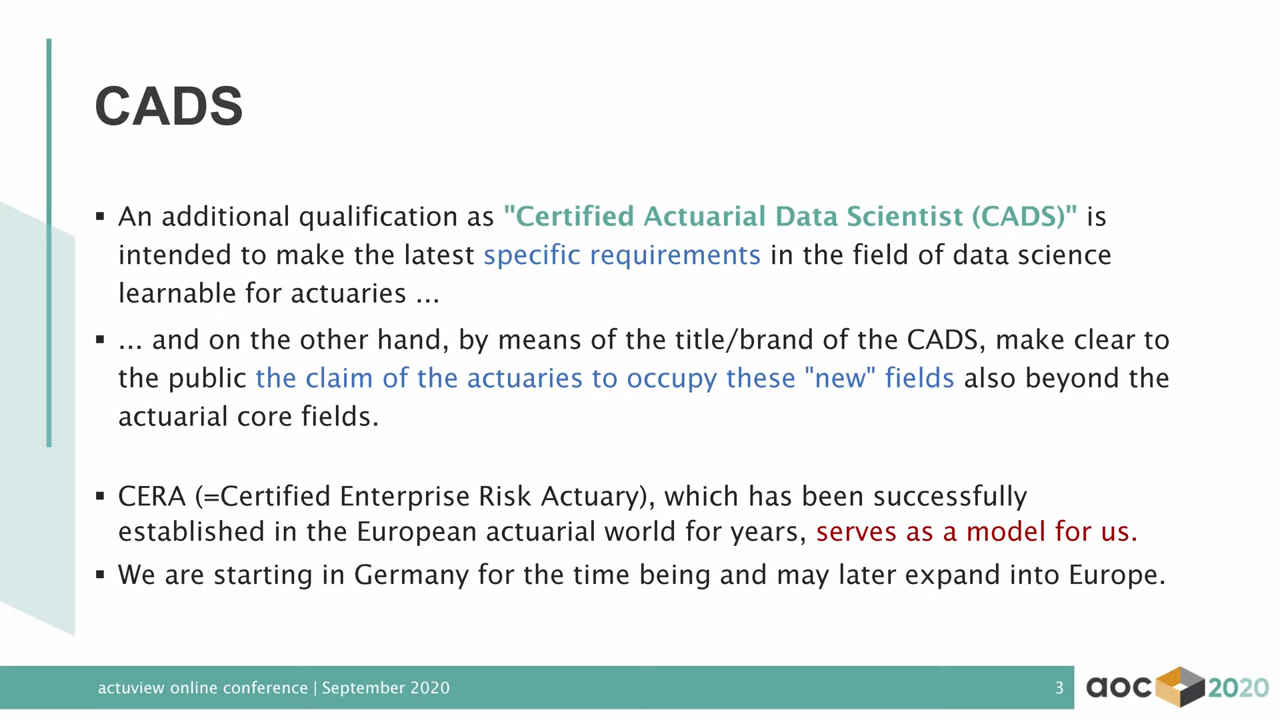 CADS
▪ An additional qualification as "Certified Actuarial Data Scientist (CADS)" is
intended to make the latest specific requirements in the field of data science
learnable for actuaries ...
▪ ... and on the other hand, by means of the title/brand of the CADS, make clear to
the public the claim of the actuaries to occupy these "new" fields also beyond the
actuarial core fields.
▪ CERA (=Certified Enterprise Risk Actuary), which has been successfully
established in the European actuarial world for years, serves as a model for us.
▪ We are starting in Germany for the time being and may later expand into Europe.
actuview online conference | September 2020
3
aoc 2020